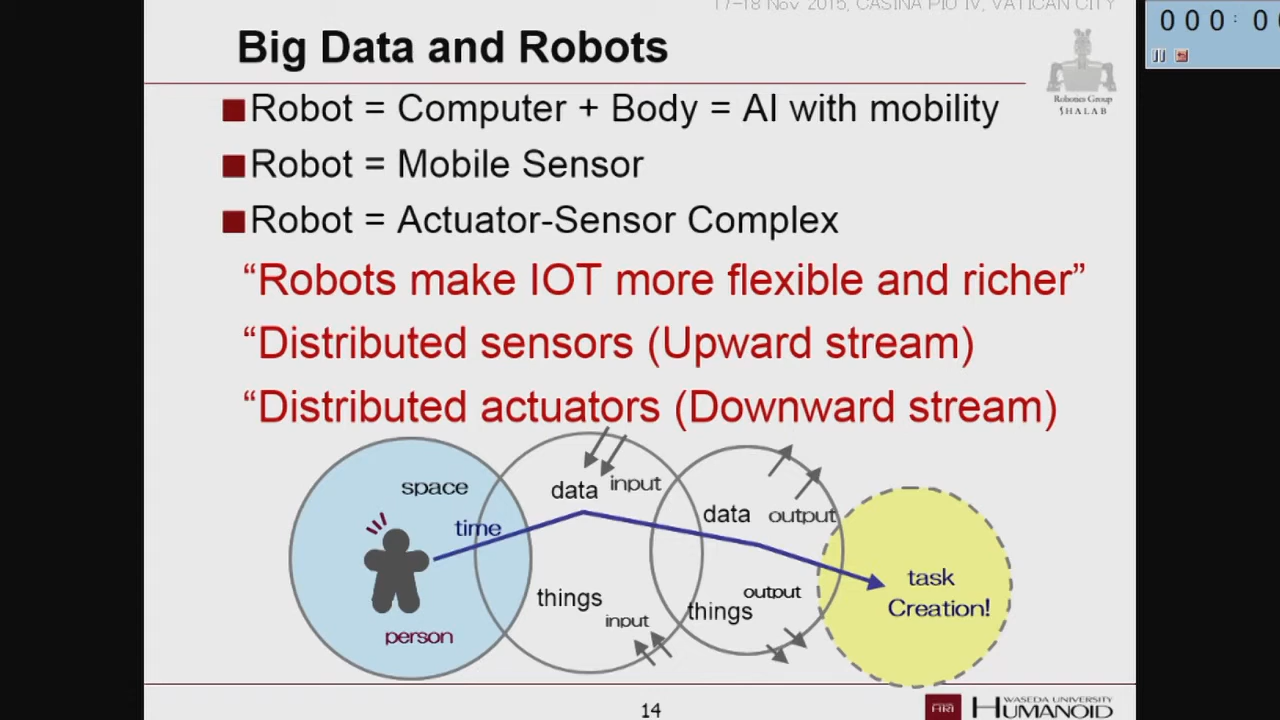 17-18 Nov 2015, CASINA PIO IV, VATICAN CITY
000:0
Big Data and Robots
Robotics Group
SHALAB
Robot = Computer + Body = AI with mobility
Robot = Mobile Sensor
Robot = Actuator-Sensor Complex
“Robots make IOT more flexible and richer”
“Distributed sensors (Upward stream)
“Distributed actuators (Downward stream)
space
time
person
data
input
things
input
data
output
output
things
task
Creation!
14
WASEDA UNIVERSITY
HUMANOID